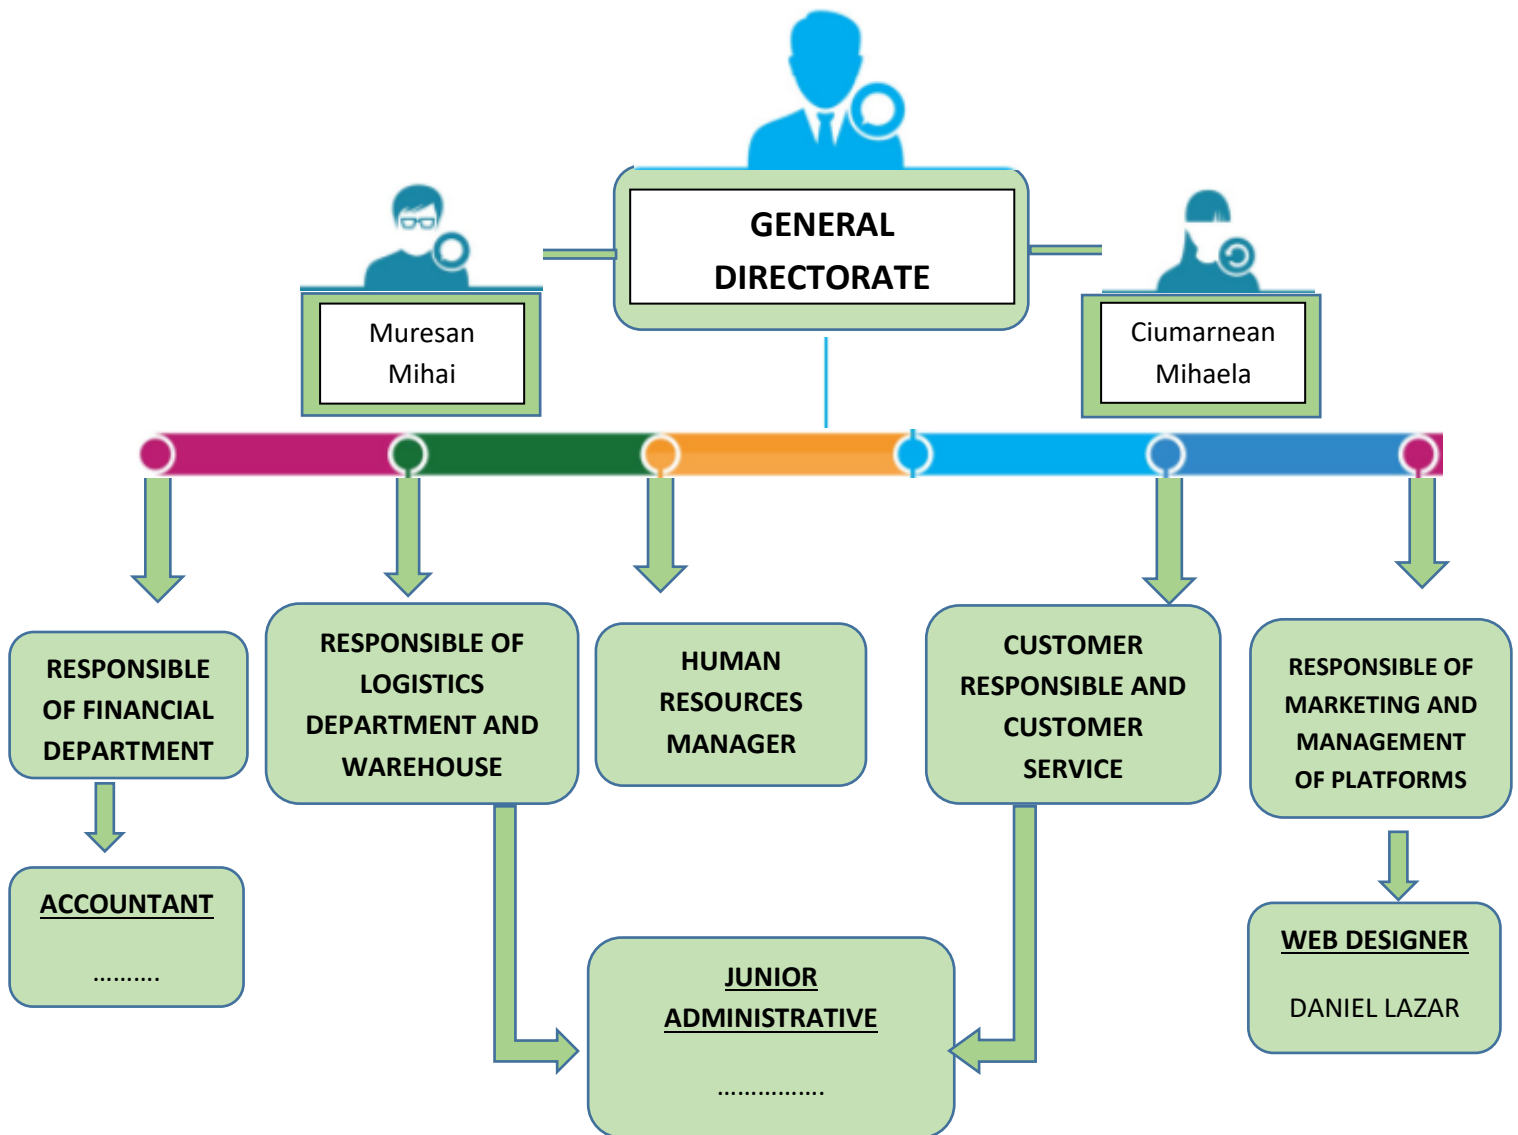 GENERAL
DIRECTORATE
Muresan
Mihai
Ciumarnean
Mihaela
RESPONSIBLE
OF FINANCIAL
DEPARTMENT
RESPONSIBLE OF
LOGISTICS
DEPARTMENT AND
WAREHOUSE
HUMAN
RESOURCES
MANAGER
CUSTOMER
RESPONSIBLE AND
CUSTOMER
SERVICE
RESPONSIBLE OF
MARKETING AND
MANAGEMENT
OF PLATFORMS
ACCOUNTANT
..........
JUNIOR
ADMINISTRATIVE
................
WEB DESIGNER
DANIEL LAZAR